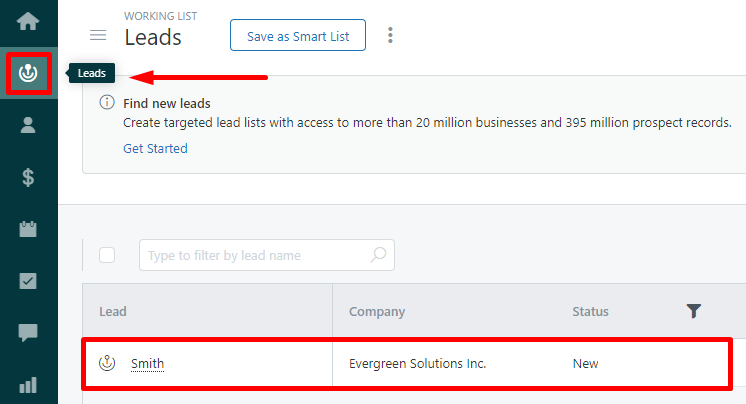 WORKING LIST
Leads
Save as Smart List
Leads
Find new leads
Create targeted lead lists with access to more than 20 million businesses and 395 million prospect records.
Get Started
Type to filter by lead name
Lead Company Status
Smith Evergreen Solutions Inc. New